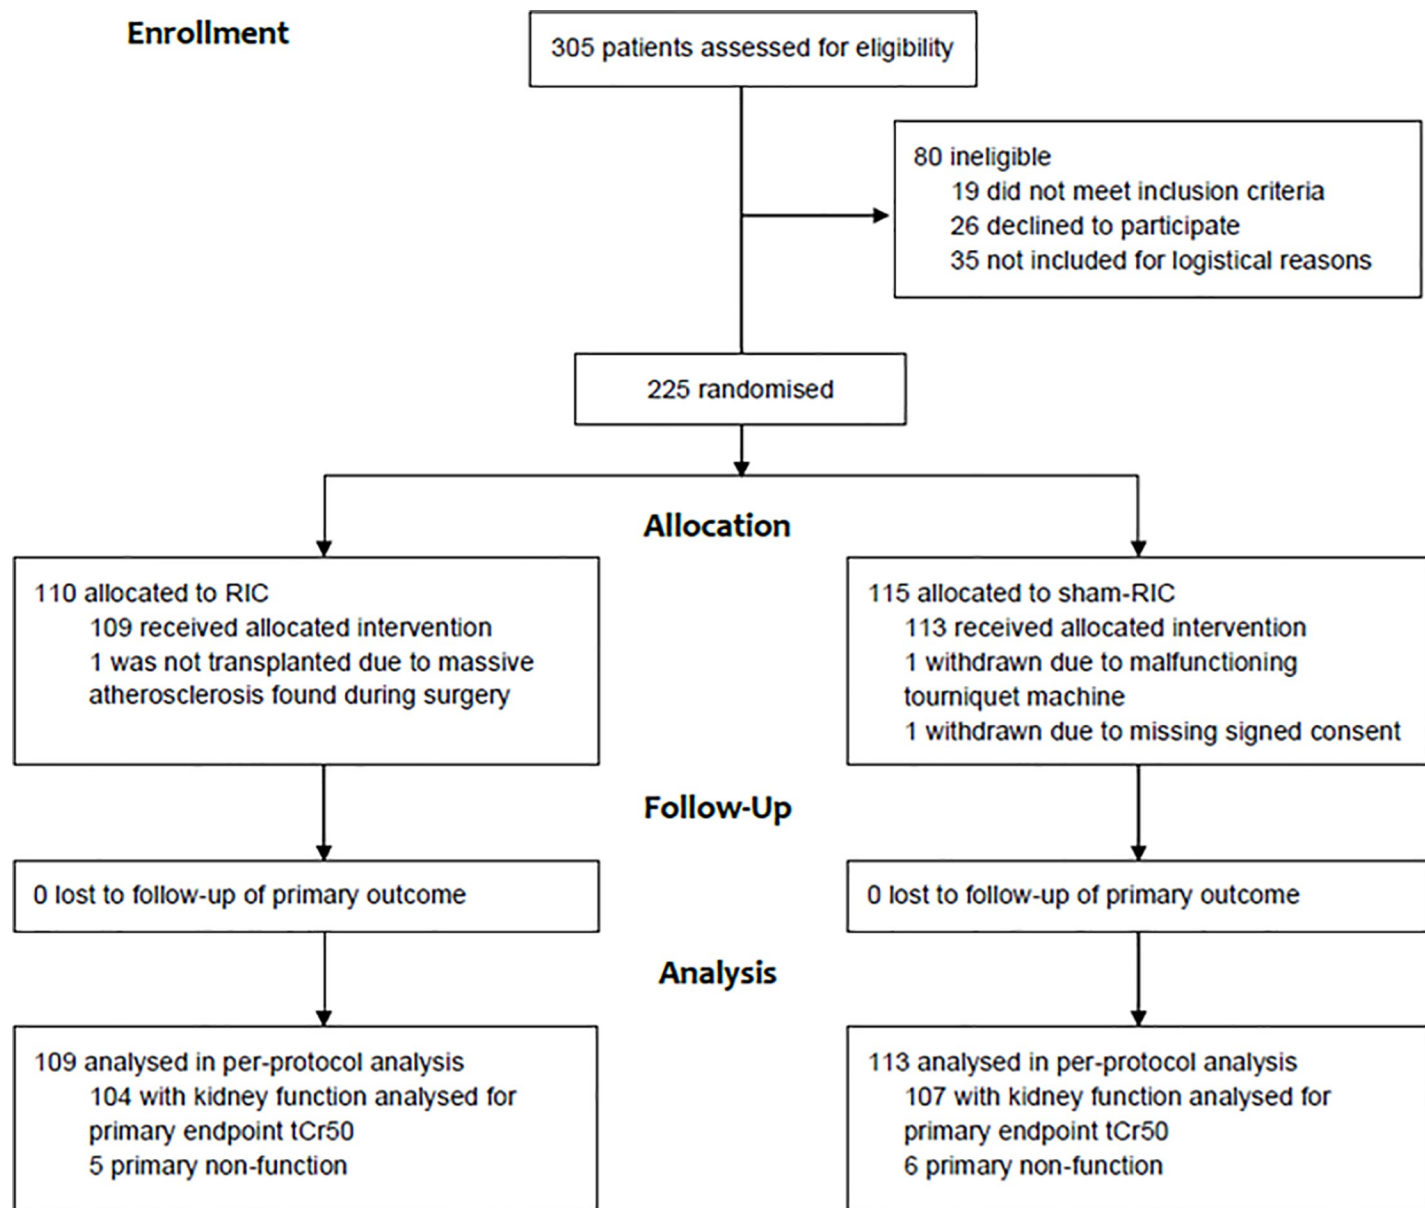 Enrollment
305 patients assessed for eligibility
80 ineligible
19 did not meet inclusion criteria
26 declined to participate
35 not included for logistical reasons
225 randomised
Allocation
110 allocated to RIC
109 received allocated intervention
1 was not transplanted due to massive
atherosclerosis found during surgery
115 allocated to sham-RIC
113 received allocated intervention
1 withdrawn due to malfunctioning
tourniquet machine
1 withdrawn due to missing signed consent
Follow-Up
0 lost to follow-up of primary outcome
0 lost to follow-up of primary outcome
Analysis
109 analysed in per-protocol analysis
104 with kidney function analysed for
primary endpoint tCr50
5 primary non-function
113 analysed in per-protocol analysis
107 with kidney function analysed for
primary endpoint tCr50
6 primary non-function